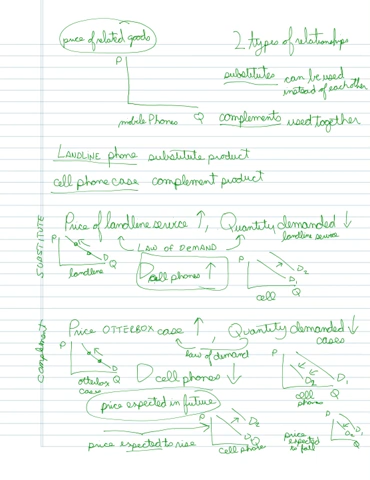 price of related goods
2 types of relationships
P
substitutes can be used
instead of each other
mobile Phones Q
complements used together
LANDLINE phone substitute product
cell phone case complement product
SUBSTITUTE
Price of landline service ↑, Quantity demanded ↓
landline service
P D Q
landline
LAW OF DEMAND
D cell phones ↑
P D2 D1 Q
cell
Complement
Price OTTERBOX case ↑ Quantity demanded ↓
cases
P D Q
otterbox
cases
law of demand
D cell phones ↓
P D2 D1 Q
cell
phone
price expected in future
price expected to rise
P D2 D1 Q
cell phone
price
expected
to fall
P D2 D1 Q